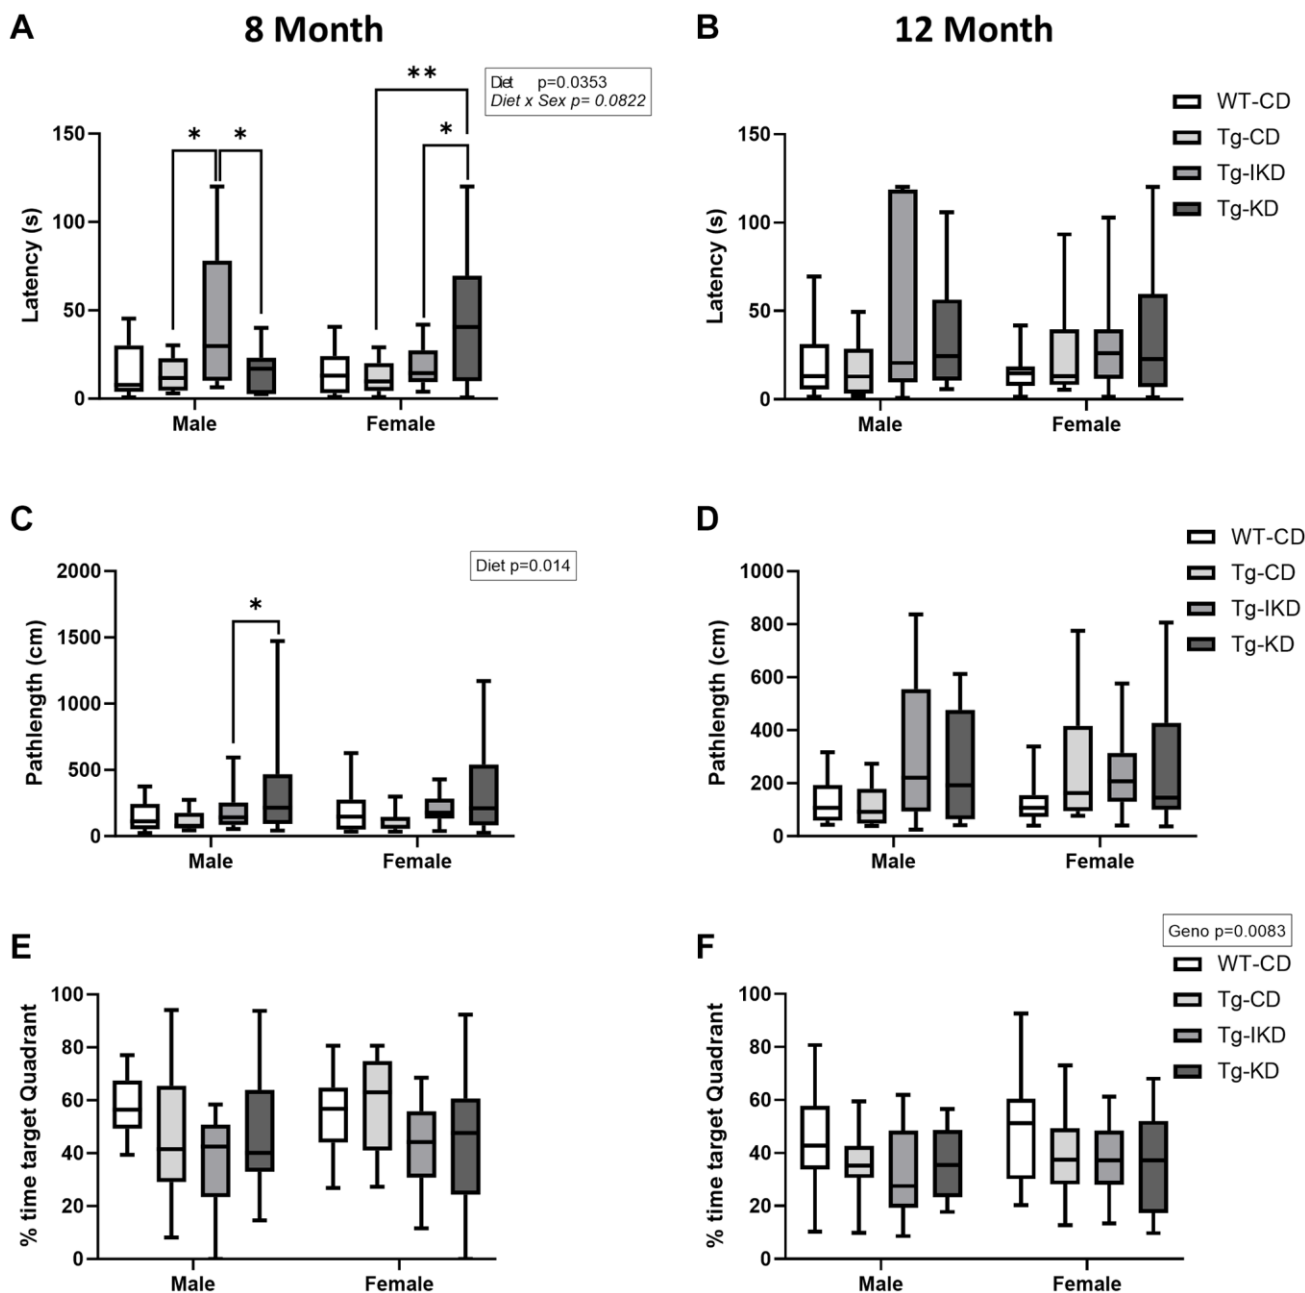 A
8 Month
**
Diet p=0.0353
Diet x Sex p= 0.0822
*
*
*
150
100
50
0
Latency (s)
Male
Female
B
12 Month
WT-CD
Tg-CD
Tg-IKD
Tg-KD
150
100
50
0
Latency (s)
Male
Female
C
Diet p=0.014
*
2000
1500
1000
500
0
Pathlength (cm)
Male
Female
D
WT-CD
Tg-CD
Tg-IKD
Tg-KD
1000
800
600
400
200
0
Pathlength (cm)
Male
Female
E
100
80
60
40
20
0
% time target Quadrant
Male
Female
F
Geno p=0.0083
WT-CD
Tg-CD
Tg-IKD
Tg-KD
100
80
60
40
20
0
% time target Quadrant
Male
Female